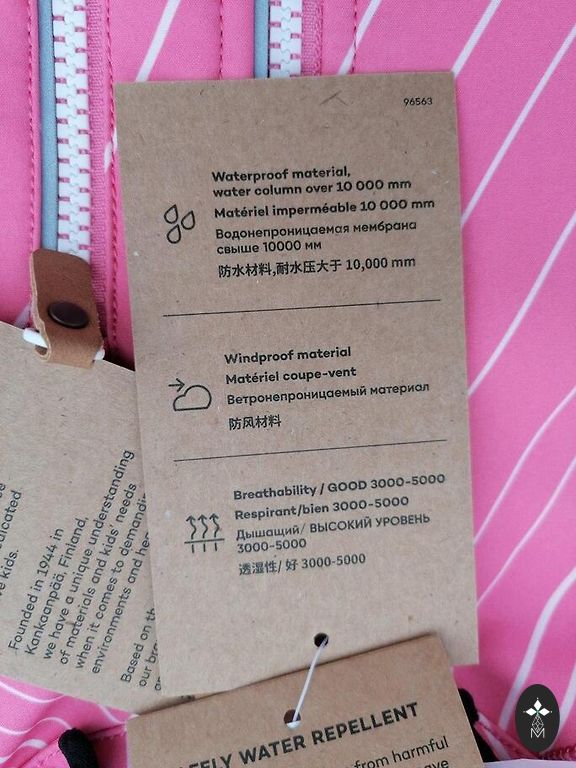 96563
Waterproof material,
water column over 10 000 mm
Matériel imperméable 10 000 mm
Водонепроницаемая мембрана
свыше 10000 мм
防水材料,耐水压大于 10,000 mm
Windproof material
Matériel coupe-vent
Ветронепроницаемый материал
防风材料
Breathability / GOOD 3000-5000
Respirant/bien 3000-5000
Дышащий/ ВЫСОКИЙ УРОВЕНЬ
3000-5000
透湿性/ 好 3000-5000
kids.
Founded in 1944 in
Kankaanpää, Finland,
we have a unique understanding
of materials and kids' needs
when it comes to demanding
environments and
Based on
our
WATER REPELLENT
from harmful
M